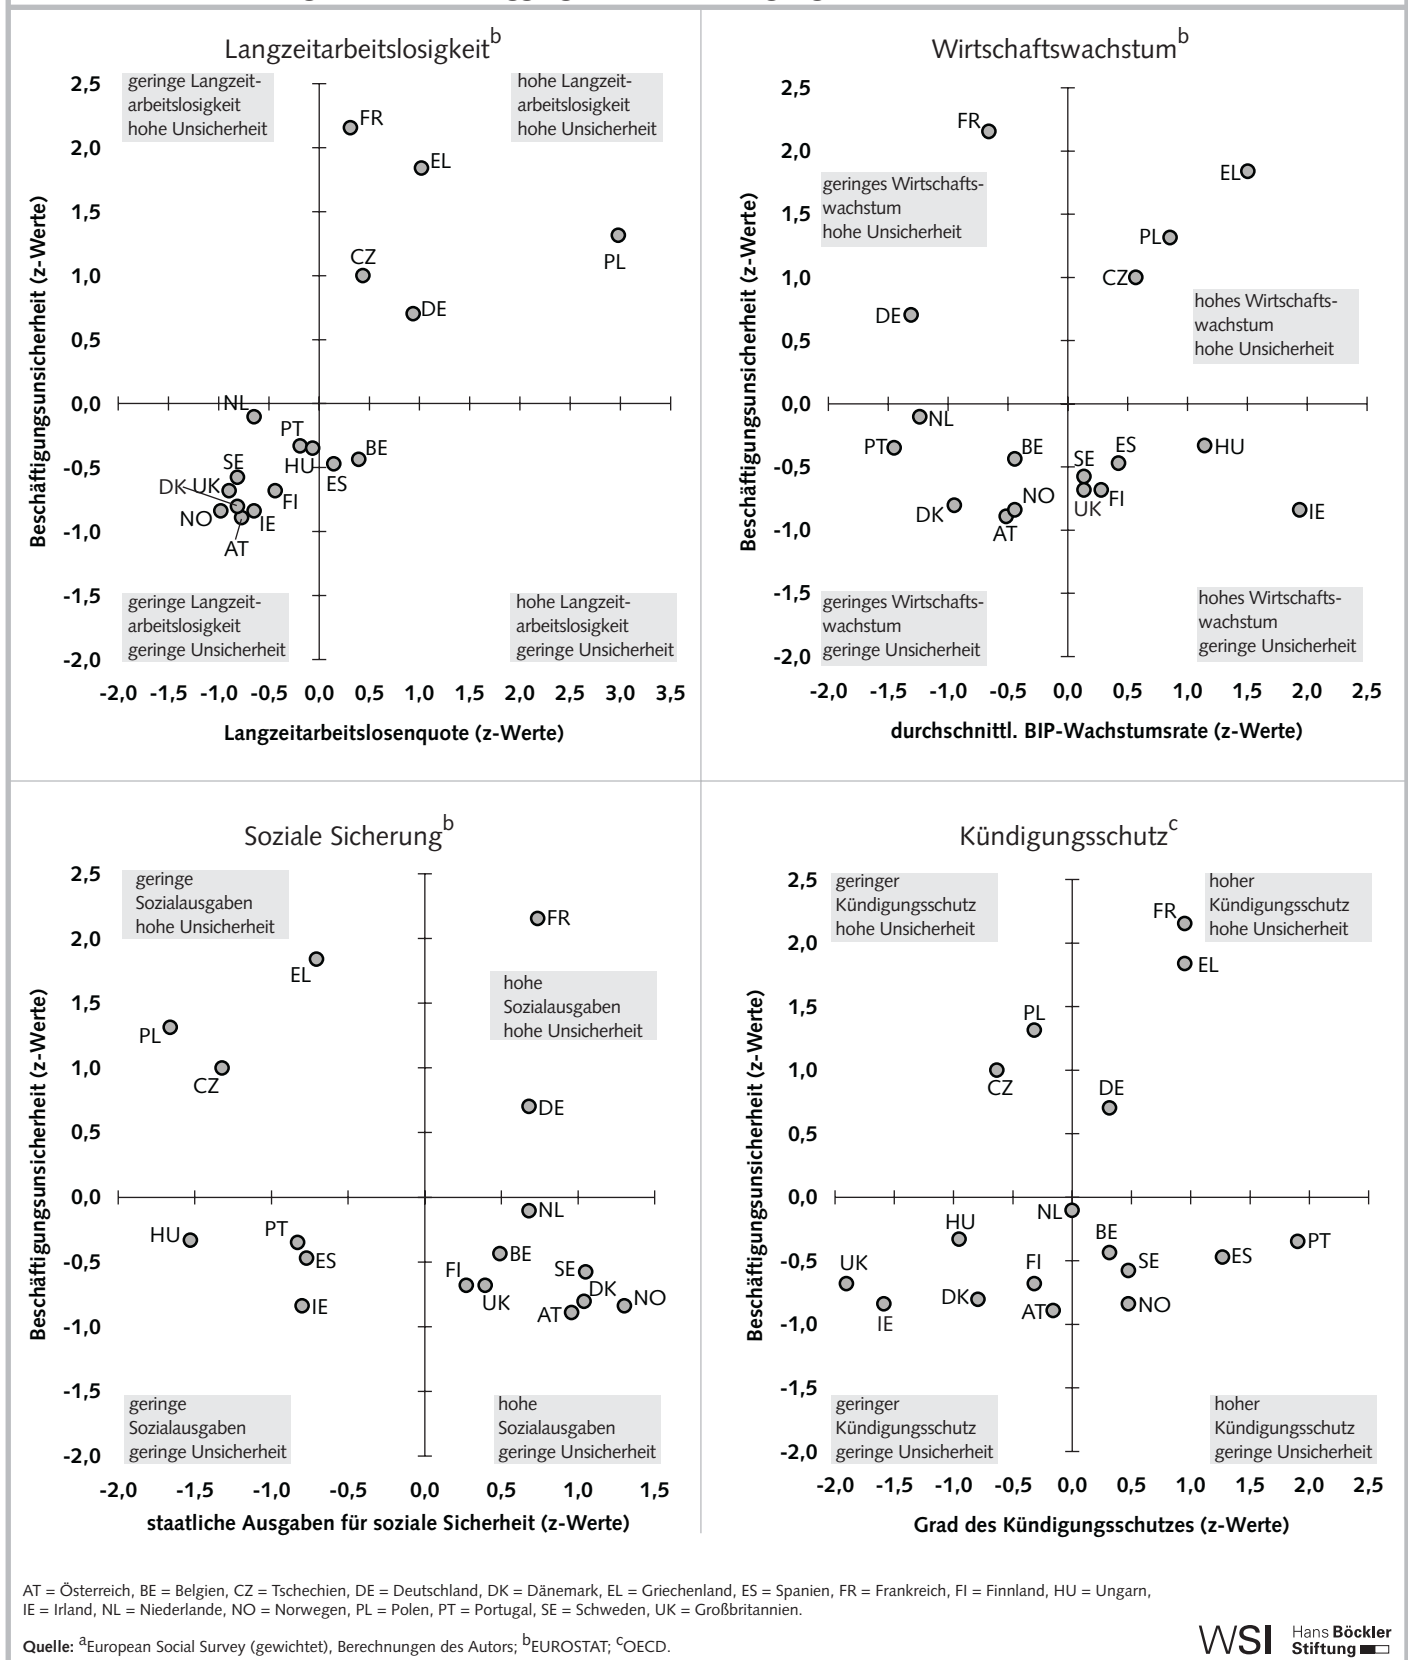 Langzeitarbeitslosigkeitb
2,5
2,0
1,5
1,0
0,5
0,0
-0,5
-1,0
-1,5
-2,0
Beschäftigungsunsicherheit (z-Werte)
geringe Langzeit-
arbeitslosigkeit
hohe Unsicherheit
hohe Langzeit-
arbeitslosigkeit
hohe Unsicherheit
FR
EL
PL
CZ
DE
NL
PT
HU
BE
ES
SE
DK
UK
FI
NO
IE
AT
geringe Langzeit-
arbeitslosigkeit
geringe Unsicherheit
hohe Langzeit-
arbeitslosigkeit
geringe Unsicherheit
-2,0 -1,5 -1,0 -0,5 0,0 0,5 1,0 1,5 2,0 2,5 3,0 3,5
Langzeitarbeitslosenquote (z-Werte)
Wirtschaftswachstumb
2,5
2,0
1,5
1,0
0,5
0,0
-0,5
-1,0
-1,5
-2,0
Beschäftigungsunsicherheit (z-Werte)
FR
EL
geringes Wirtschafts-
wachstum
hohe Unsicherheit
PL
CZ
hohes Wirtschafts-
wachstum
hohe Unsicherheit
DE
NL
PT
BE
SE
ES
HU
DK
NO
AT
UK
FI
IE
geringes Wirtschafts-
wachstum
geringe Unsicherheit
hohes Wirtschafts-
wachstum
geringe Unsicherheit
-2,0 -1,5 -1,0 -0,5 0,0 0,5 1,0 1,5 2,0 2,5
durchschnittl. BIP-Wachstumsrate (z-Werte)
Soziale Sicherungb
2,5
2,0
1,5
1,0
0,5
0,0
-0,5
-1,0
-1,5
-2,0
Beschäftigungsunsicherheit (z-Werte)
geringe
Sozialausgaben
hohe Unsicherheit
FR
EL
hohe
Sozialausgaben
hohe Unsicherheit
PL
CZ
DE
NL
HU
PT
ES
BE
FI
UK
SE
DK
IE
AT
NO
geringe
Sozialausgaben
geringe Unsicherheit
hohe
Sozialausgaben
geringe Unsicherheit
-2,0 -1,5 -1,0 -0,5 0,0 0,5 1,0 1,5
staatliche Ausgaben für soziale Sicherheit (z-Werte)
Kündigungsschutzc
2,5
2,0
1,5
1,0
0,5
0,0
-0,5
-1,0
-1,5
-2,0
Beschäftigungsunsicherheit (z-Werte)
geringer
Kündigungsschutz
hohe Unsicherheit
hoher
Kündigungsschutz
hohe Unsicherheit
FR
EL
PL
CZ
DE
NL
HU
BE
PT
UK
FI
SE
ES
IE
DK
AT
NO
geringer
Kündigungsschutz
geringe Unsicherheit
hoher
Kündigungsschutz
geringe Unsicherheit
-2,0 -1,5 -1,0 -0,5 0,0 0,5 1,0 1,5 2,0 2,5
Grad des Kündigungsschutzes (z-Werte)
AT = Österreich, BE = Belgien, CZ = Tschechien, DE = Deutschland, DK = Dänemark, EL = Griechenland, ES = Spanien, FR = Frankreich, FI = Finnland, HU = Ungarn,
IE = Irland, NL = Niederlande, NO = Norwegen, PL = Polen, PT = Portugal, SE = Schweden, UK = Großbritannien.
Quelle: aEuropean Social Survey (gewichtet), Berechnungen des Autors; bEUROSTAT; cOECD.
WSI
Hans Böckler
Stiftung